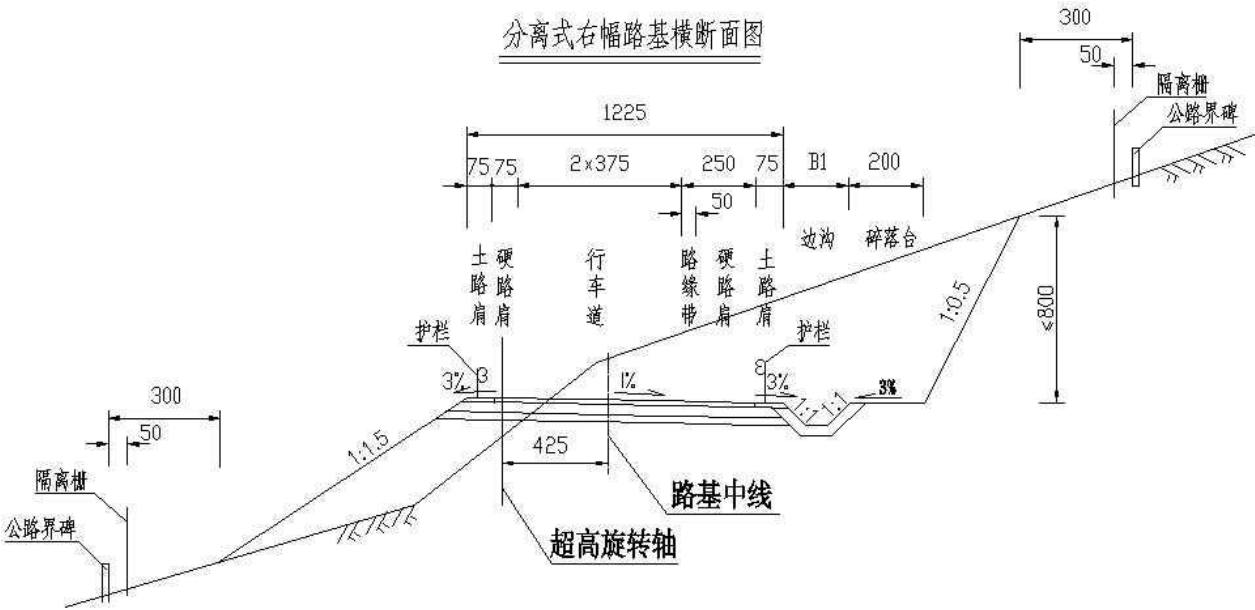 分离式右幅路基横断面图
300
50
隔离栅
公路界碑
1225
75
75
2×375
250
75
B1
200
50
土路肩
硬路肩
行车道
路缘带
硬路肩
土路肩
边沟
碎落台
1:0.5
≤800
护栏
护栏
3%
1%
3%
1:1
1:1
3%
300
50
1:1.5
425
隔离栅
公路界碑
路基中线
超高旋转轴